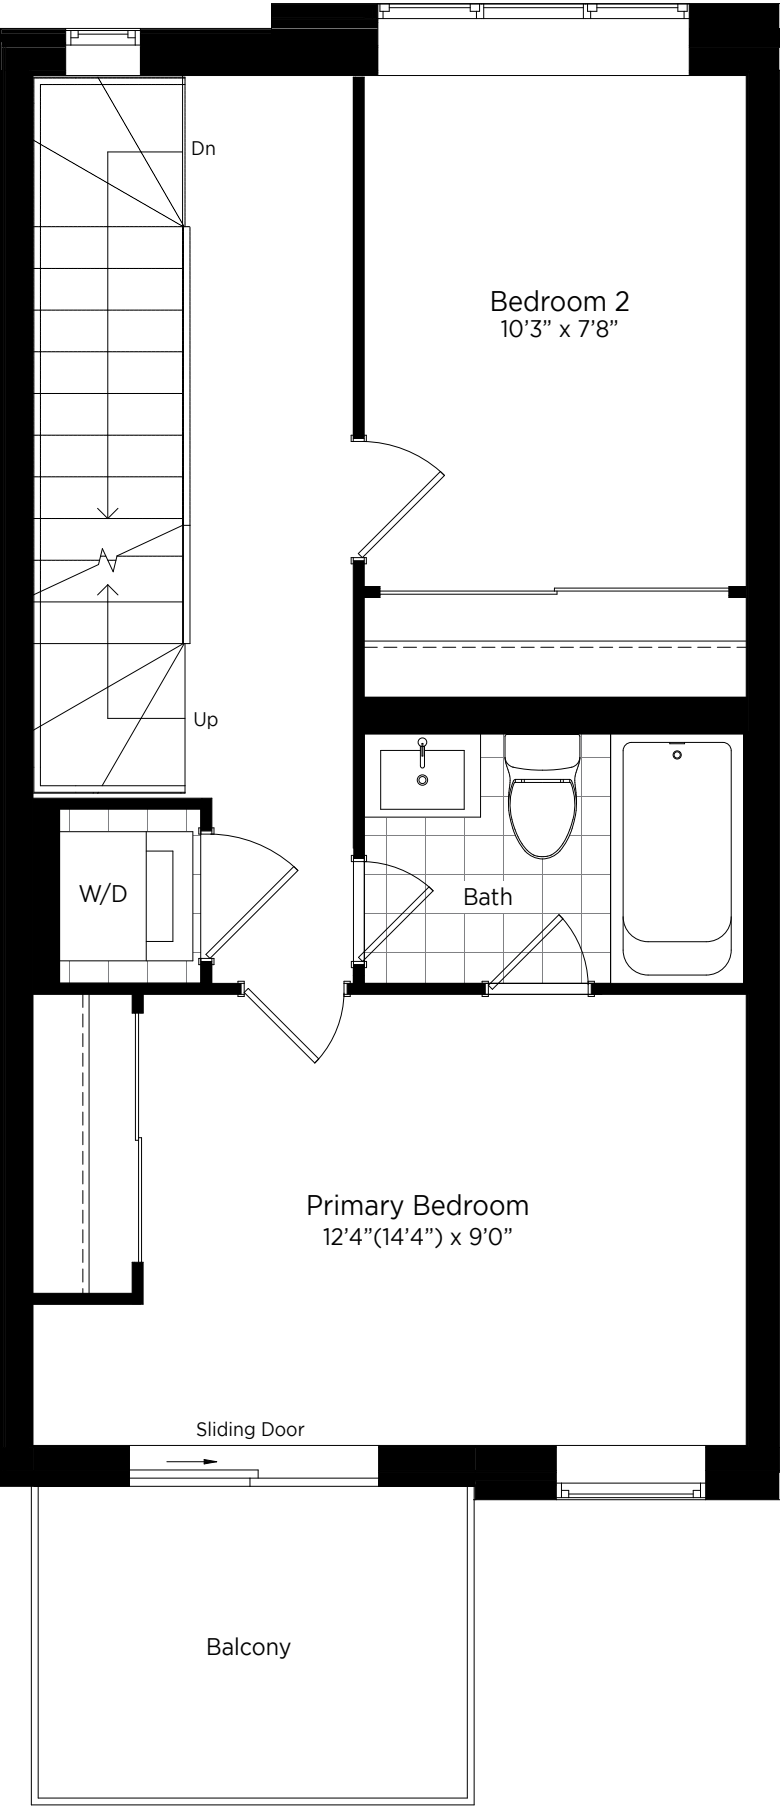 Dn
Bedroom 2
10’3” x 7’8”
Up
W/D
Bath
Primary Bedroom
12’4”(14’4”) x 9’0”
Sliding Door
Balcony